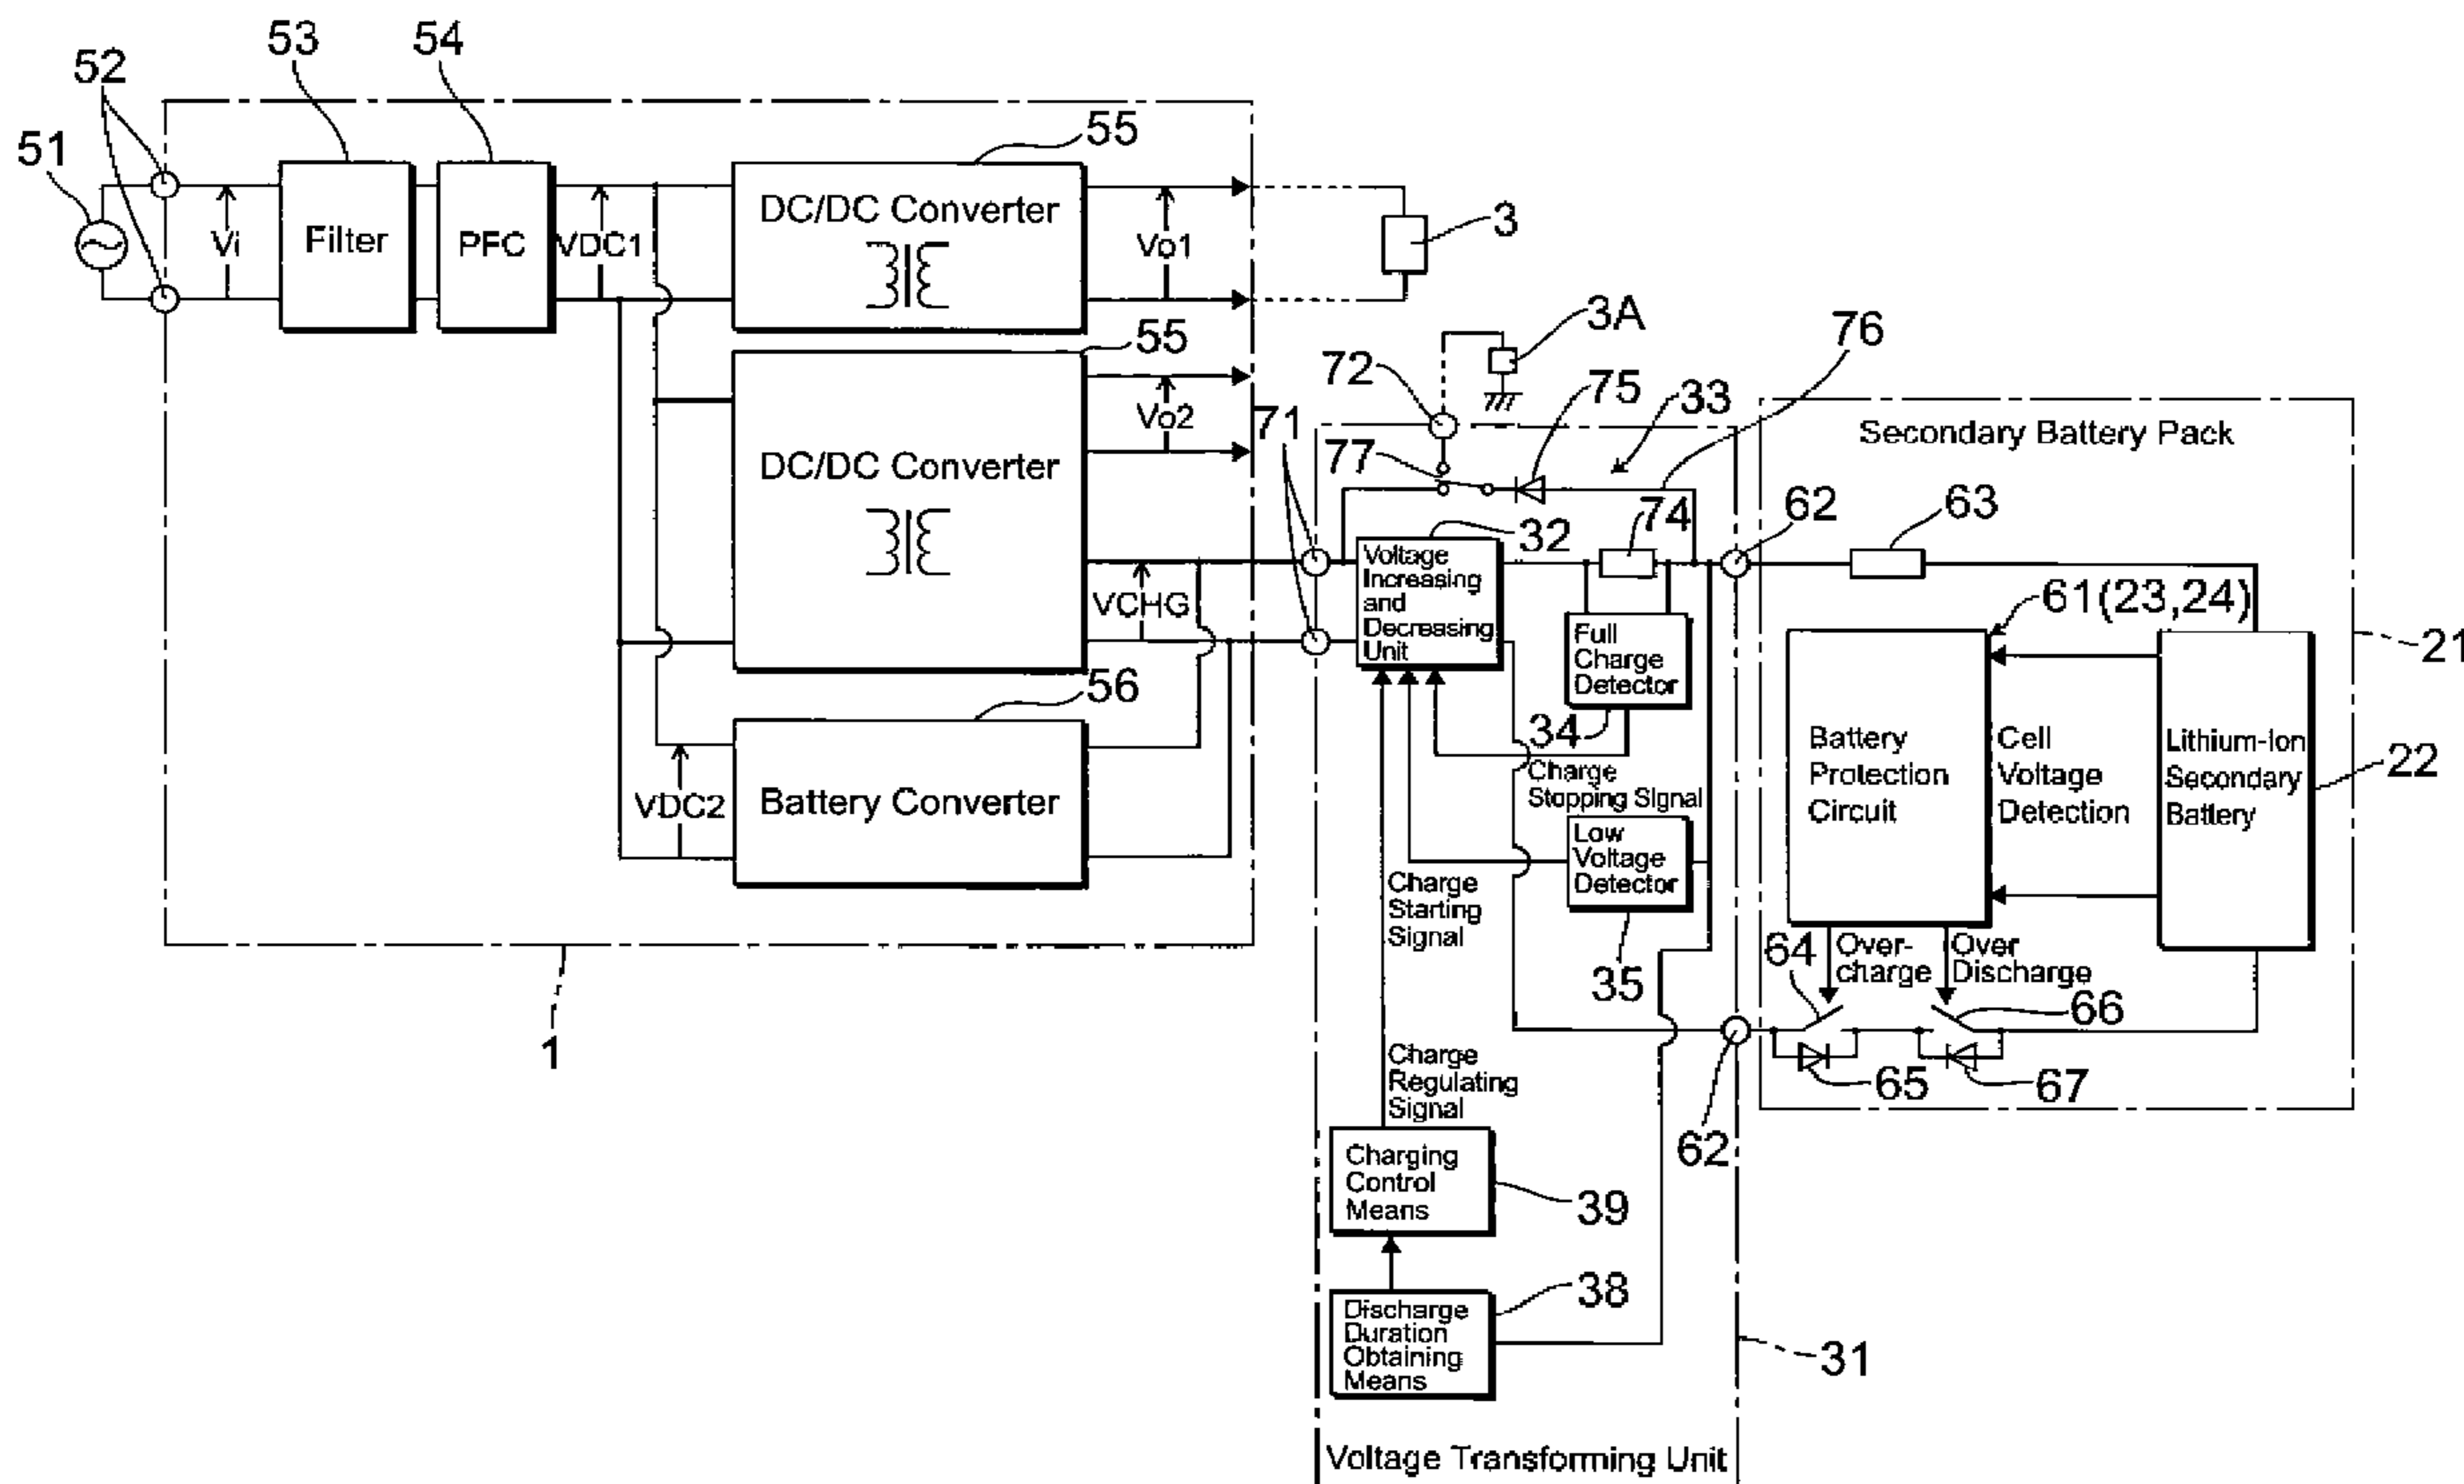 53
54
52
51
55
Filter
PFC
Vi
VDC1
DC/DC Converter
Vo1
3
55
DC/DC Converter
Vo2
VCHG
3A
72
75
33
76
71
77
74
62
63
32
Voltage
Increasing
and
Decreasing
Unit
Full
Charge
Detector
34
Charge
Stopping Signal
Low
Voltage
Detector
35
56
VDC2
Battery Converter
1
Charge
Starting
Signal
Charge
Regulating
Signal
Charging
Control
Means
39
Discharge
Duration
Obtaining
Means
38
31
Voltage Transforming Unit
62
Secondary Battery Pack
61(23,24)
21
Battery
Protection
Circuit
Cell
Voltage
Detection
Lithium-Ion
Secondary
Battery
22
64
Over-
charge
Over
Discharge
66
65
67